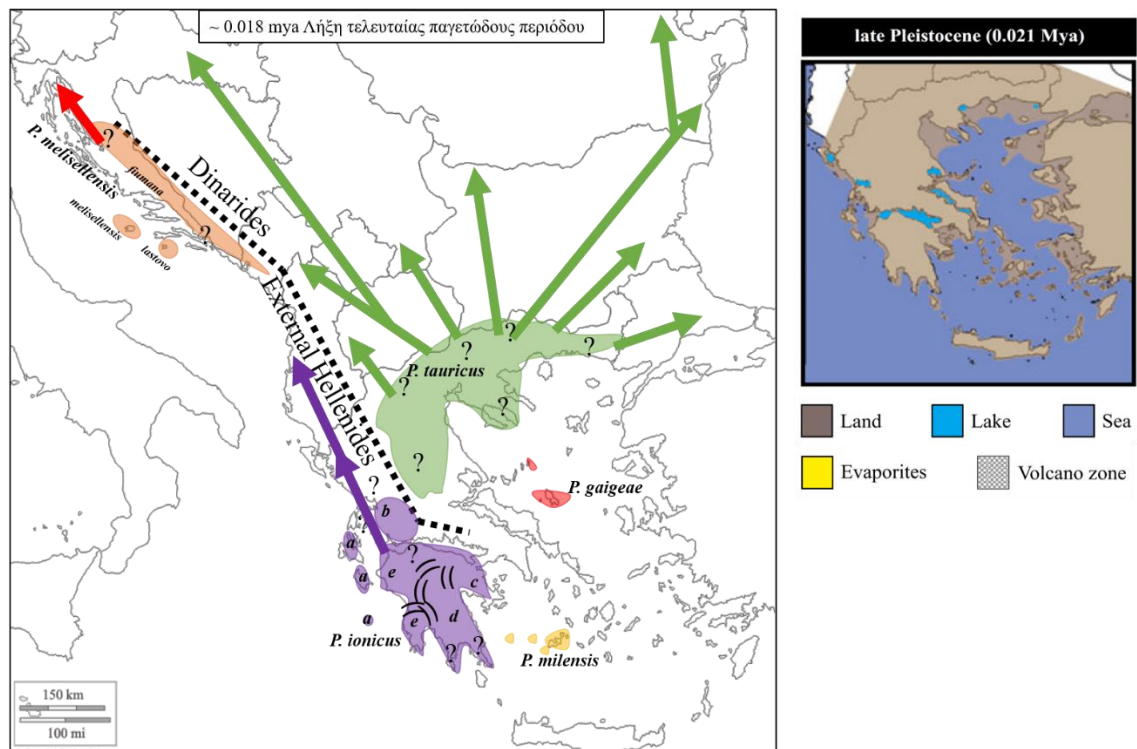 ~ 0.018 mya Λήξη τελευταίας παγετώδους περιόδου
P. melisellensis
?
fiumana
melisellensis
lastovo
?
Dinarides
External Hellenides
?
?
?
P. tauricus
?
?
?
P. gaigeae
?
b
?
a
a
a
e
?
c
d
e
P. ionicus
?
?
P. milensis
150 km
100 mi
late Pleistocene (0.021 Mya)
Land
Lake
Sea
Evaporites
Volcano zone